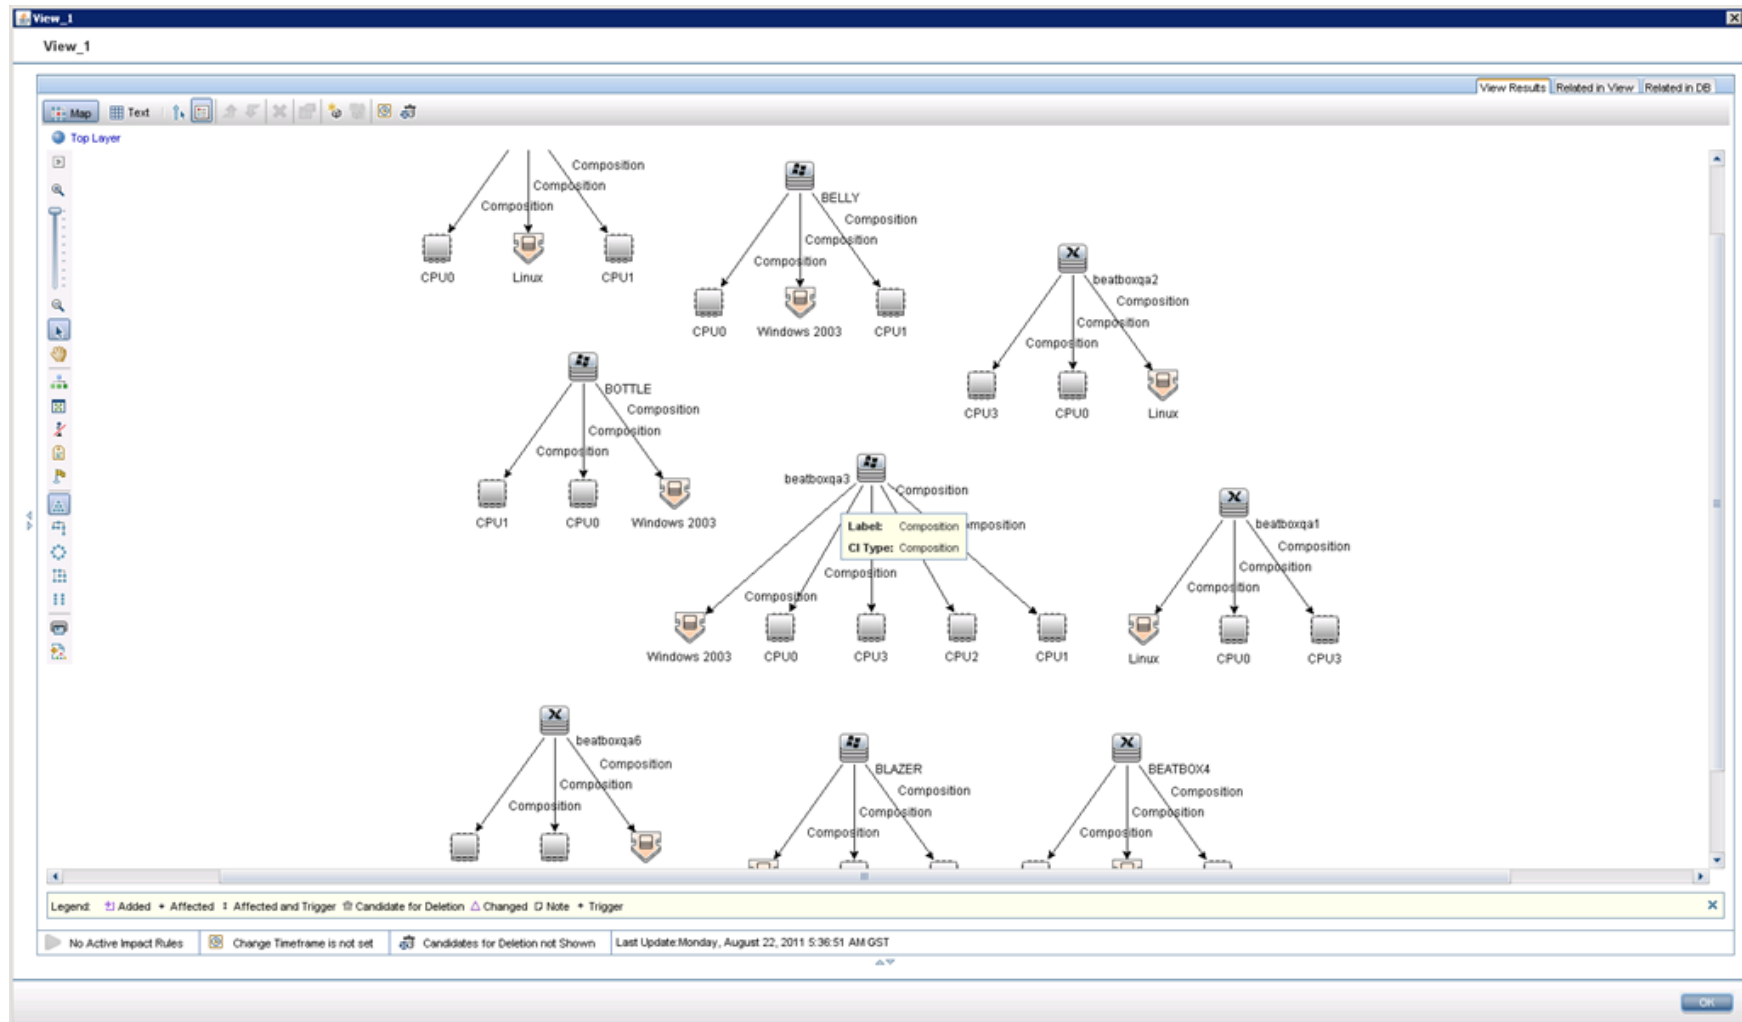 View_1
View_1
View Results Related in View Related in DB
Map Text
Top Layer
Composition
Composition
Composition
CPU0 Linux CPU1
BELLY
Composition
Composition
Composition
CPU0 Windows 2003 CPU1
beatboxqa2
Composition
Composition
Composition
CPU3 CPU0 Linux
BOTTLE
Composition
Composition
Composition
CPU1 CPU0 Windows 2003
beatboxqa3
Composition
mposition
Label: Composition
CI Type: Composition
Composition
Composition
Windows 2003 CPU0 CPU3 CPU2 CPU1
beatboxqa1
Composition
Composition
Composition
Linux CPU0 CPU3
beatboxqa6
Composition
Composition
Composition
BLAZER
Composition
Composition
Composition
BEATBOX4
Composition
Composition
Composition
Legend: Added Affected Affected and Trigger Candidate for Deletion Changed Note Trigger
No Active Impact Rules Change Timeframe is not set Candidates for Deletion not Shown Last Update:Monday, August 22, 2011 5:36:51 AM GST
OK